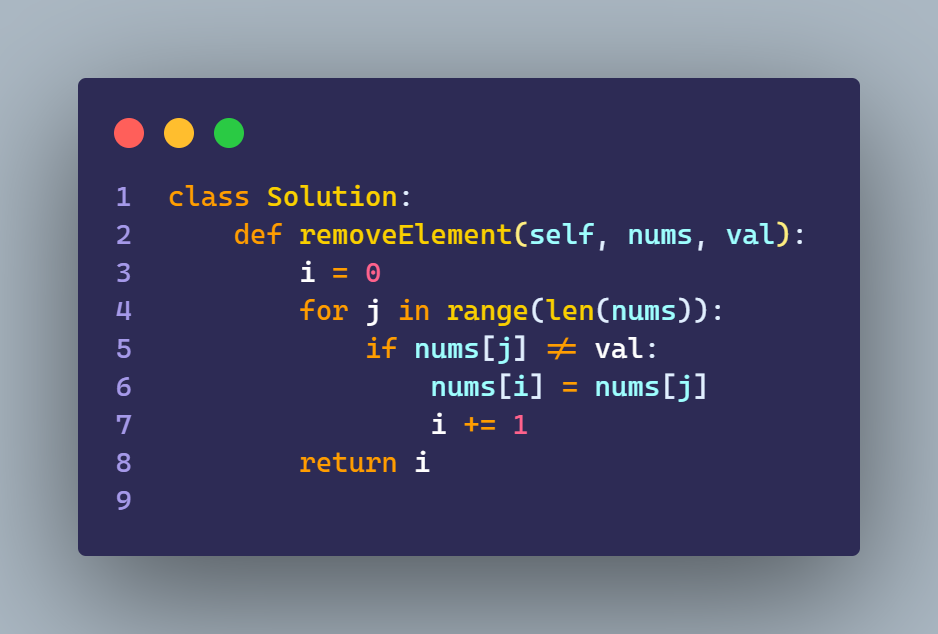 1 class Solution:
2     def removeElement(self, nums, val):
3         i = 0
4         for j in range(len(nums)):
5             if nums[j] != val:
6                 nums[i] = nums[j]
7                 i += 1
8         return i
9